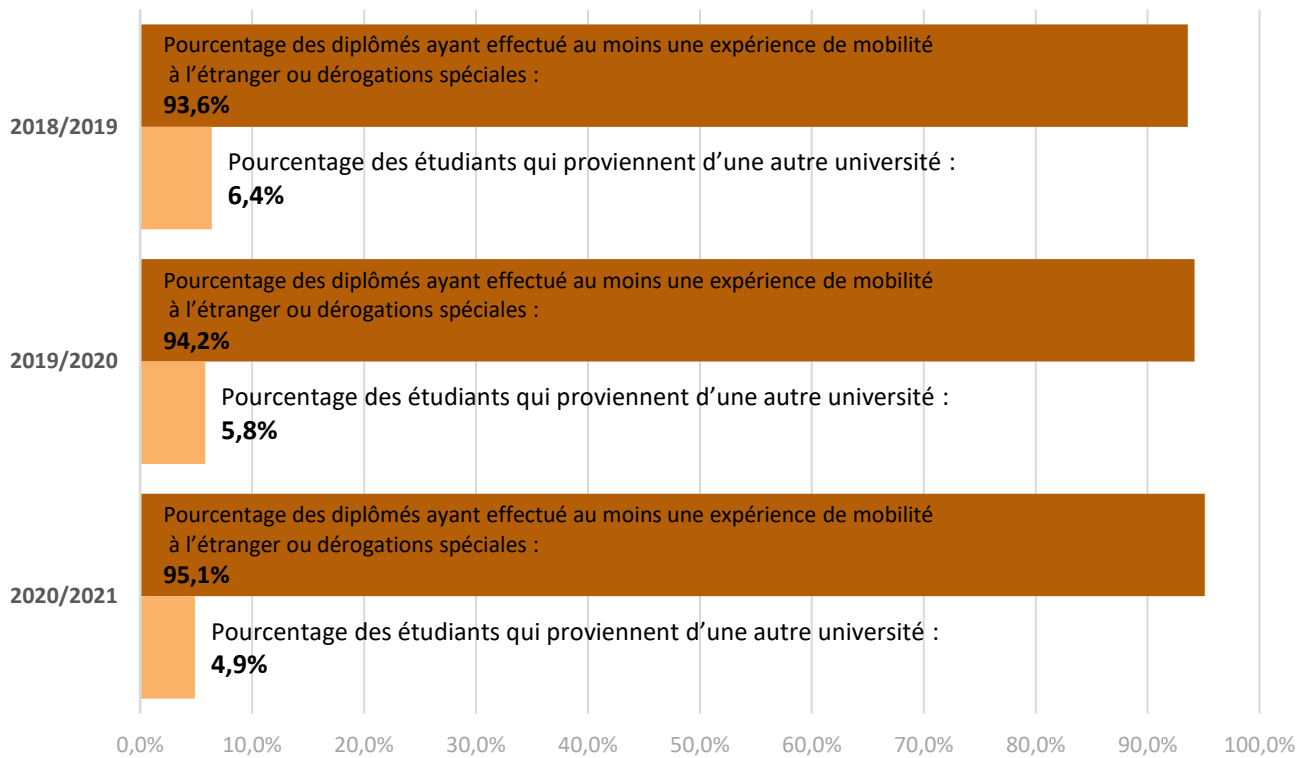 Pourcentage des diplômés ayant effectué au moins une expérience de mobilité
à l’étranger ou dérogations spéciales :
93,6%
2018/2019
Pourcentage des étudiants qui proviennent d’une autre université :
6,4%
Pourcentage des diplômés ayant effectué au moins une expérience de mobilité
à l’étranger ou dérogations spéciales :
94,2%
2019/2020
Pourcentage des étudiants qui proviennent d’une autre université :
5,8%
Pourcentage des diplômés ayant effectué au moins une expérience de mobilité
à l’étranger ou dérogations spéciales :
95,1%
2020/2021
Pourcentage des étudiants qui proviennent d’une autre université :
4,9%
0,0% 10,0% 20,0% 30,0% 40,0% 50,0% 60,0% 70,0% 80,0% 90,0% 100,0%